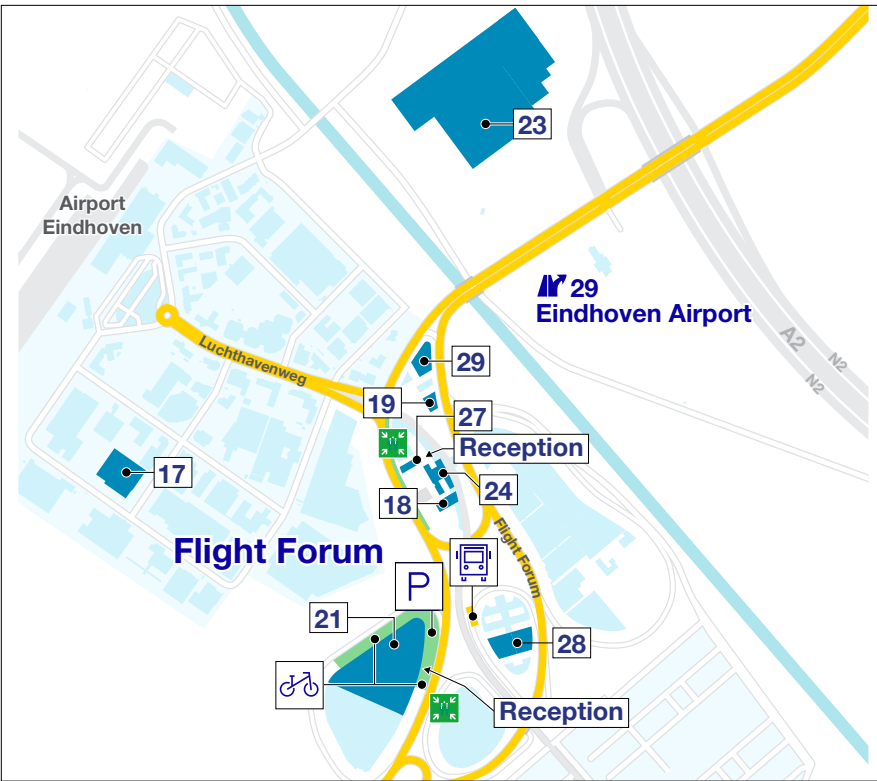 23
Airport
Eindhoven
29
Eindhoven Airport
A2
N2
N2
Luchthavenweg
29
19
27
Reception
17
24
18
Flight Forum
Flight Forum
P
21
28
Reception